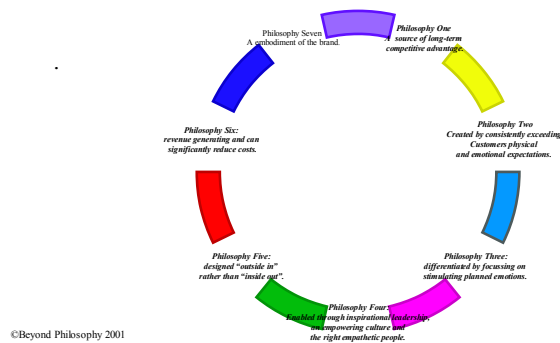 Philosophy Seven
A embodiment of the brand.
Philosophy One
A source of long-term
competitive advantage.
Philosophy Two
Created by consistently exceeding
Customers physical
and emotional expectations.
Philosophy Three:
differentiated by focussing on
stimulating planned emotions.
Philosophy Four:
Enabled through inspirational leadership,
an empowering culture and
the right empathetic people.
Philosophy Five:
designed “outside in”
rather than “inside out”.
Philosophy Six:
revenue generating and can
significantly reduce costs.
©Beyond Philosophy 2001